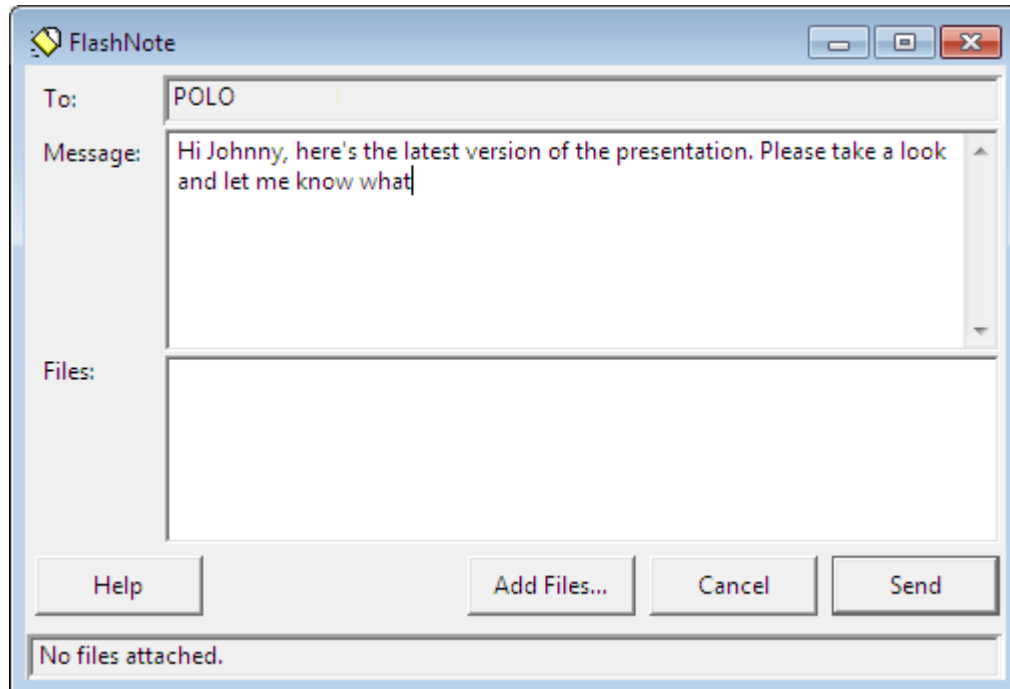 FlashNote
To:
POLO
Message:
Hi Johnny, here's the latest version of the presentation. Please take a look
and let me know what
Files:
Help
Add Files...
Cancel
Send
No files attached.